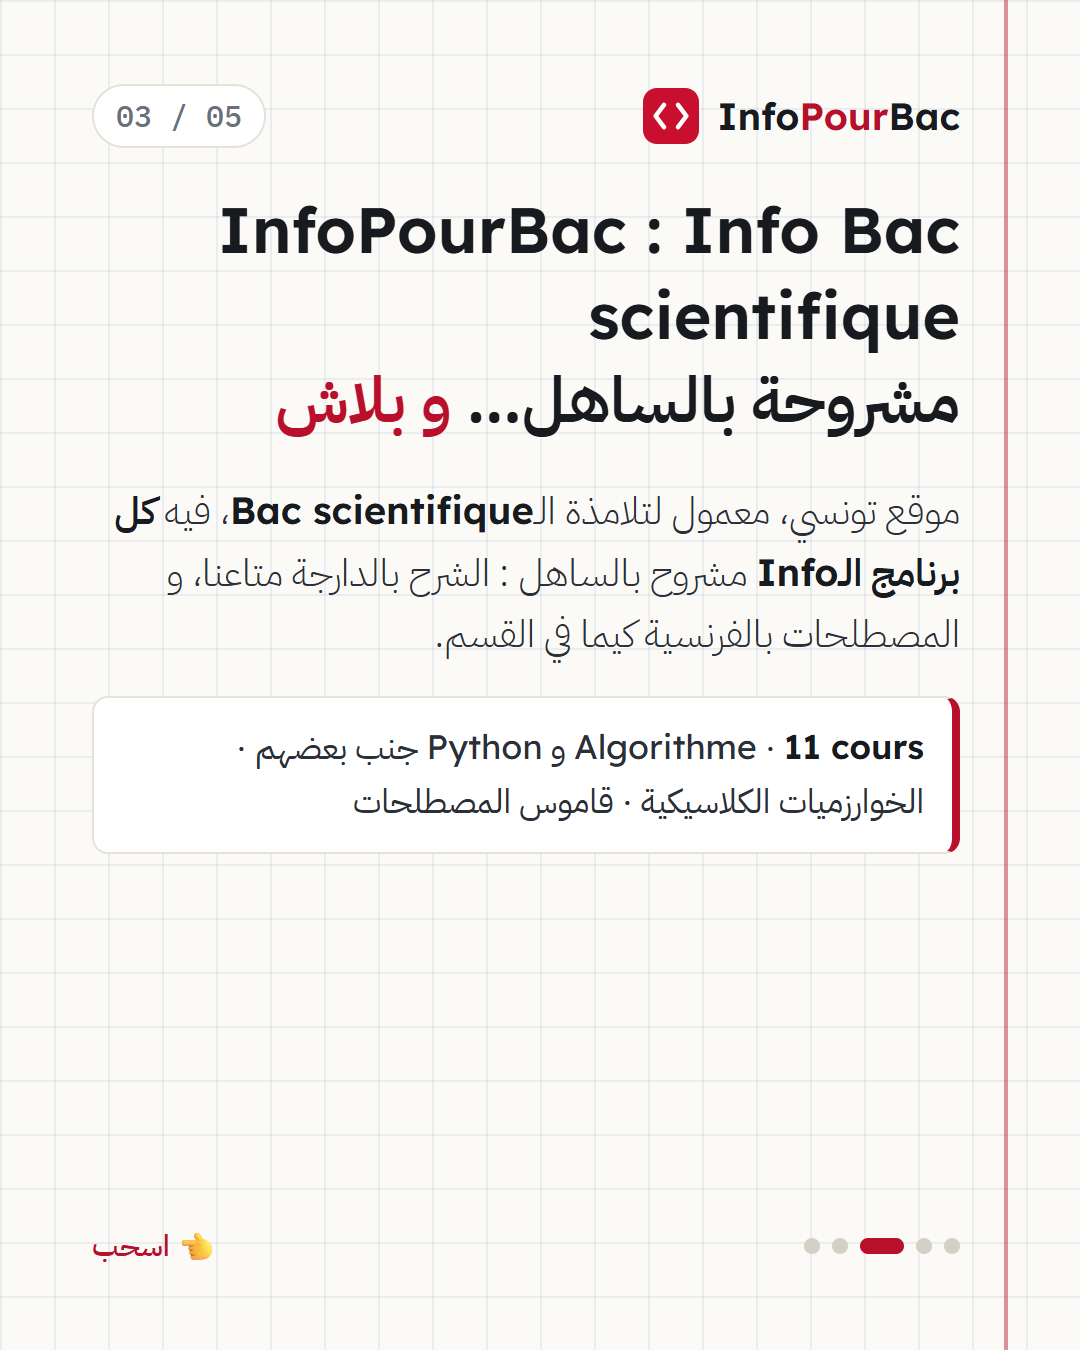 InfoPourBac
03 / 05
InfoPourBac : Info Bac
scientifique
مشروحة بالساهل... و بلاش
موقع تونسي، معمول لتلامذة الـBac scientifique، فيه كل
برنامج الـInfo مشروح بالساهل : الشرح بالدارجة متاعنا، و
المصطلحات بالفرنسية كيما في القسم.
11 cours · Algorithme و Python جنب بعضهم ·
الخوارزميات الكلاسيكية · قاموس المصطلحات
👈 اسحب